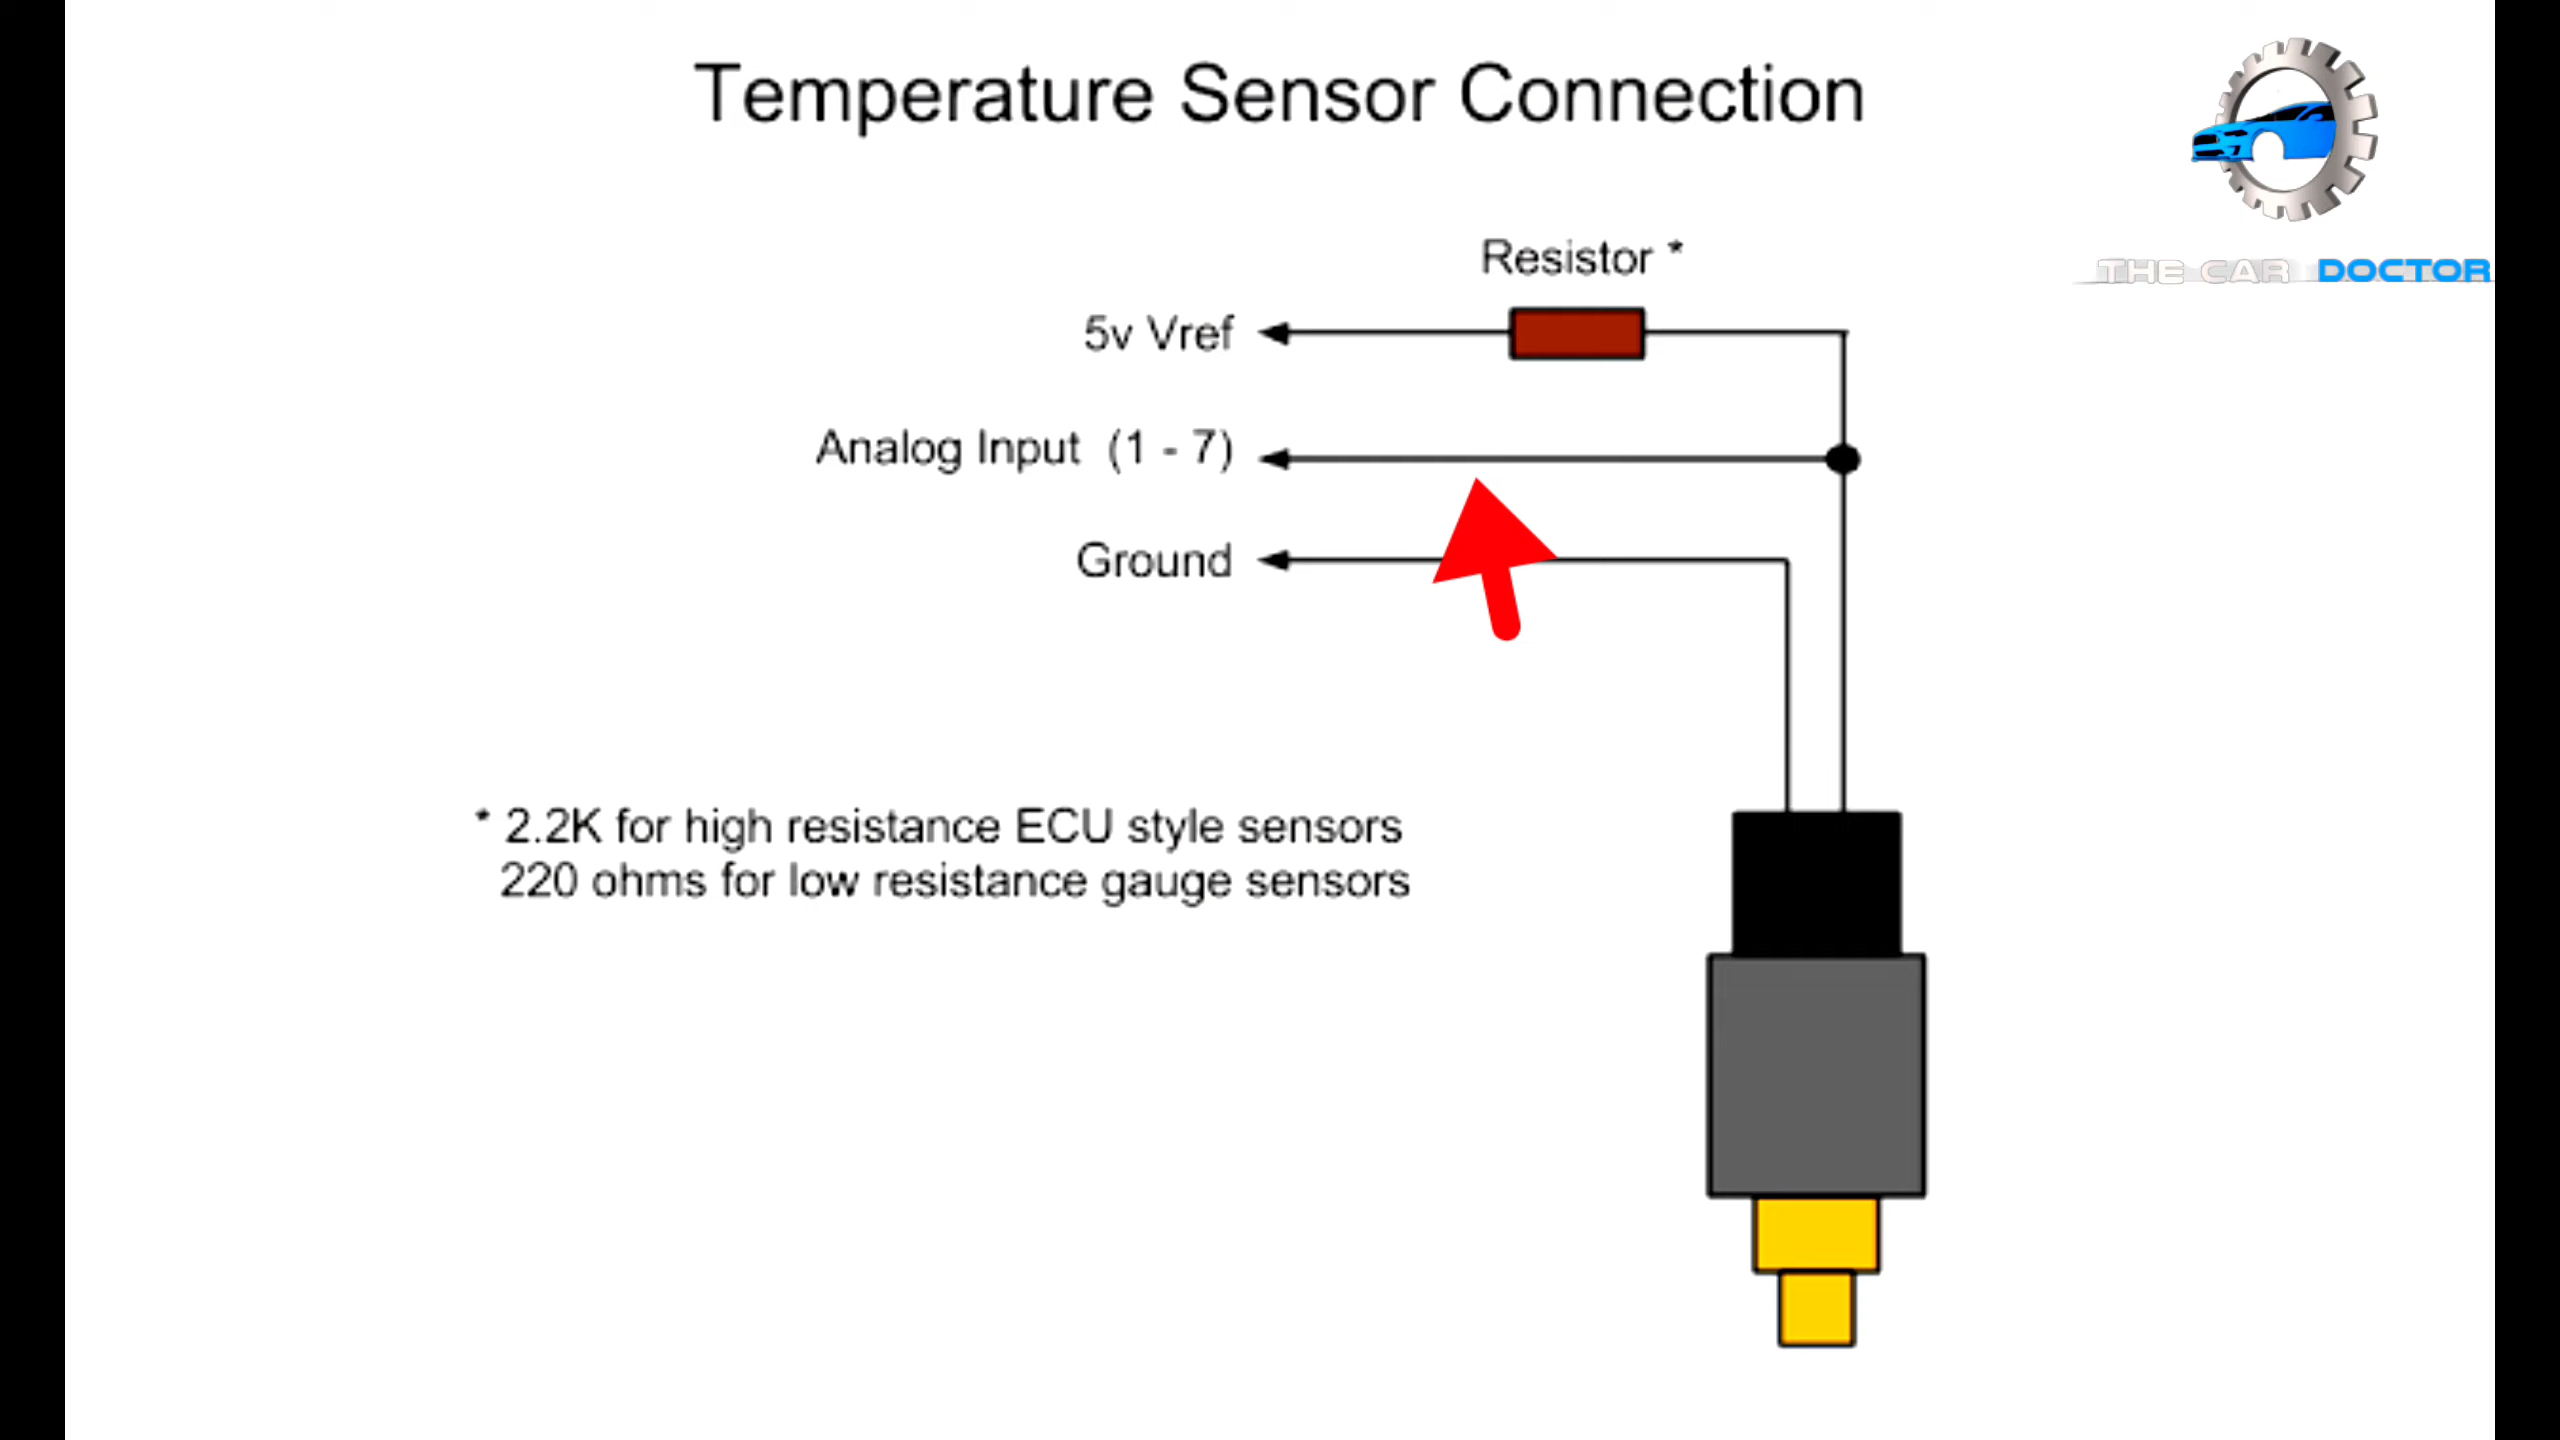 Temperature Sensor Connection
THE CAR DOCTOR
Resistor *
5v Vref
Analog Input (1 - 7)
Ground
* 2.2K for high resistance ECU style sensors
220 ohms for low resistance gauge sensors